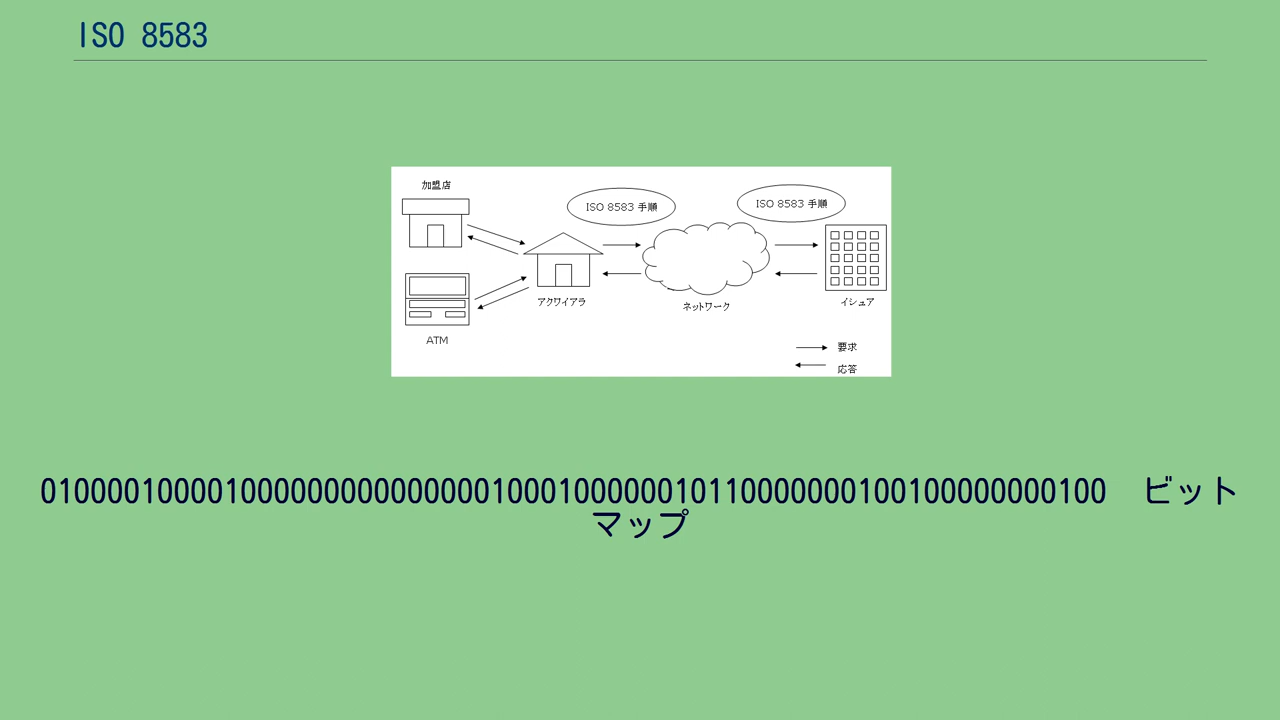 ISO 8583
加盟店
ISO 8583 手順
ISO 8583 手順
アクワイアラ
ネットワーク
イシュア
ATM
要求
応答
0100001000010000000000000001000100000010110000000100100000000100　ビット
マップ